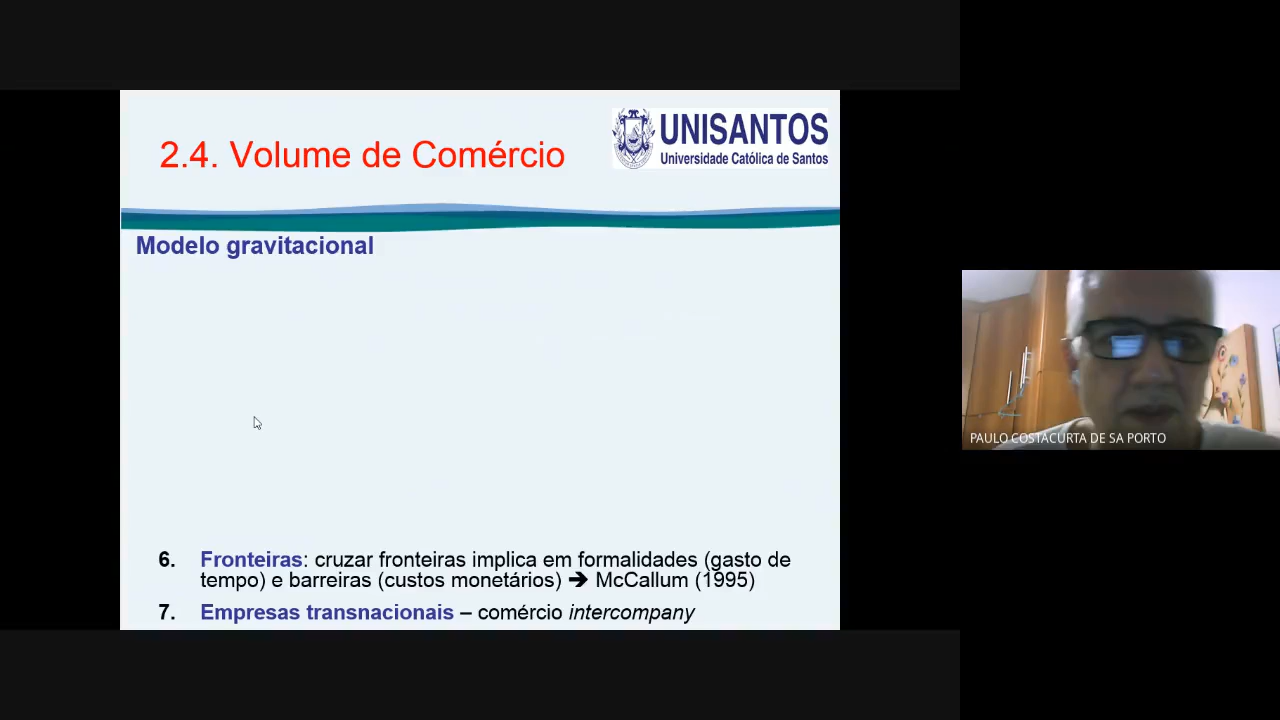 2.4. Volume de Comércio
UNISANTOS
Universidade Católica de Santos
Modelo gravitacional
6. Fronteiras: cruzar fronteiras implica em formalidades (gasto de
tempo) e barreiras (custos monetários) ➔ McCallum (1995)
7. Empresas transnacionais – comércio intercompany
PAULO COSTACURTA DE SA PORTO